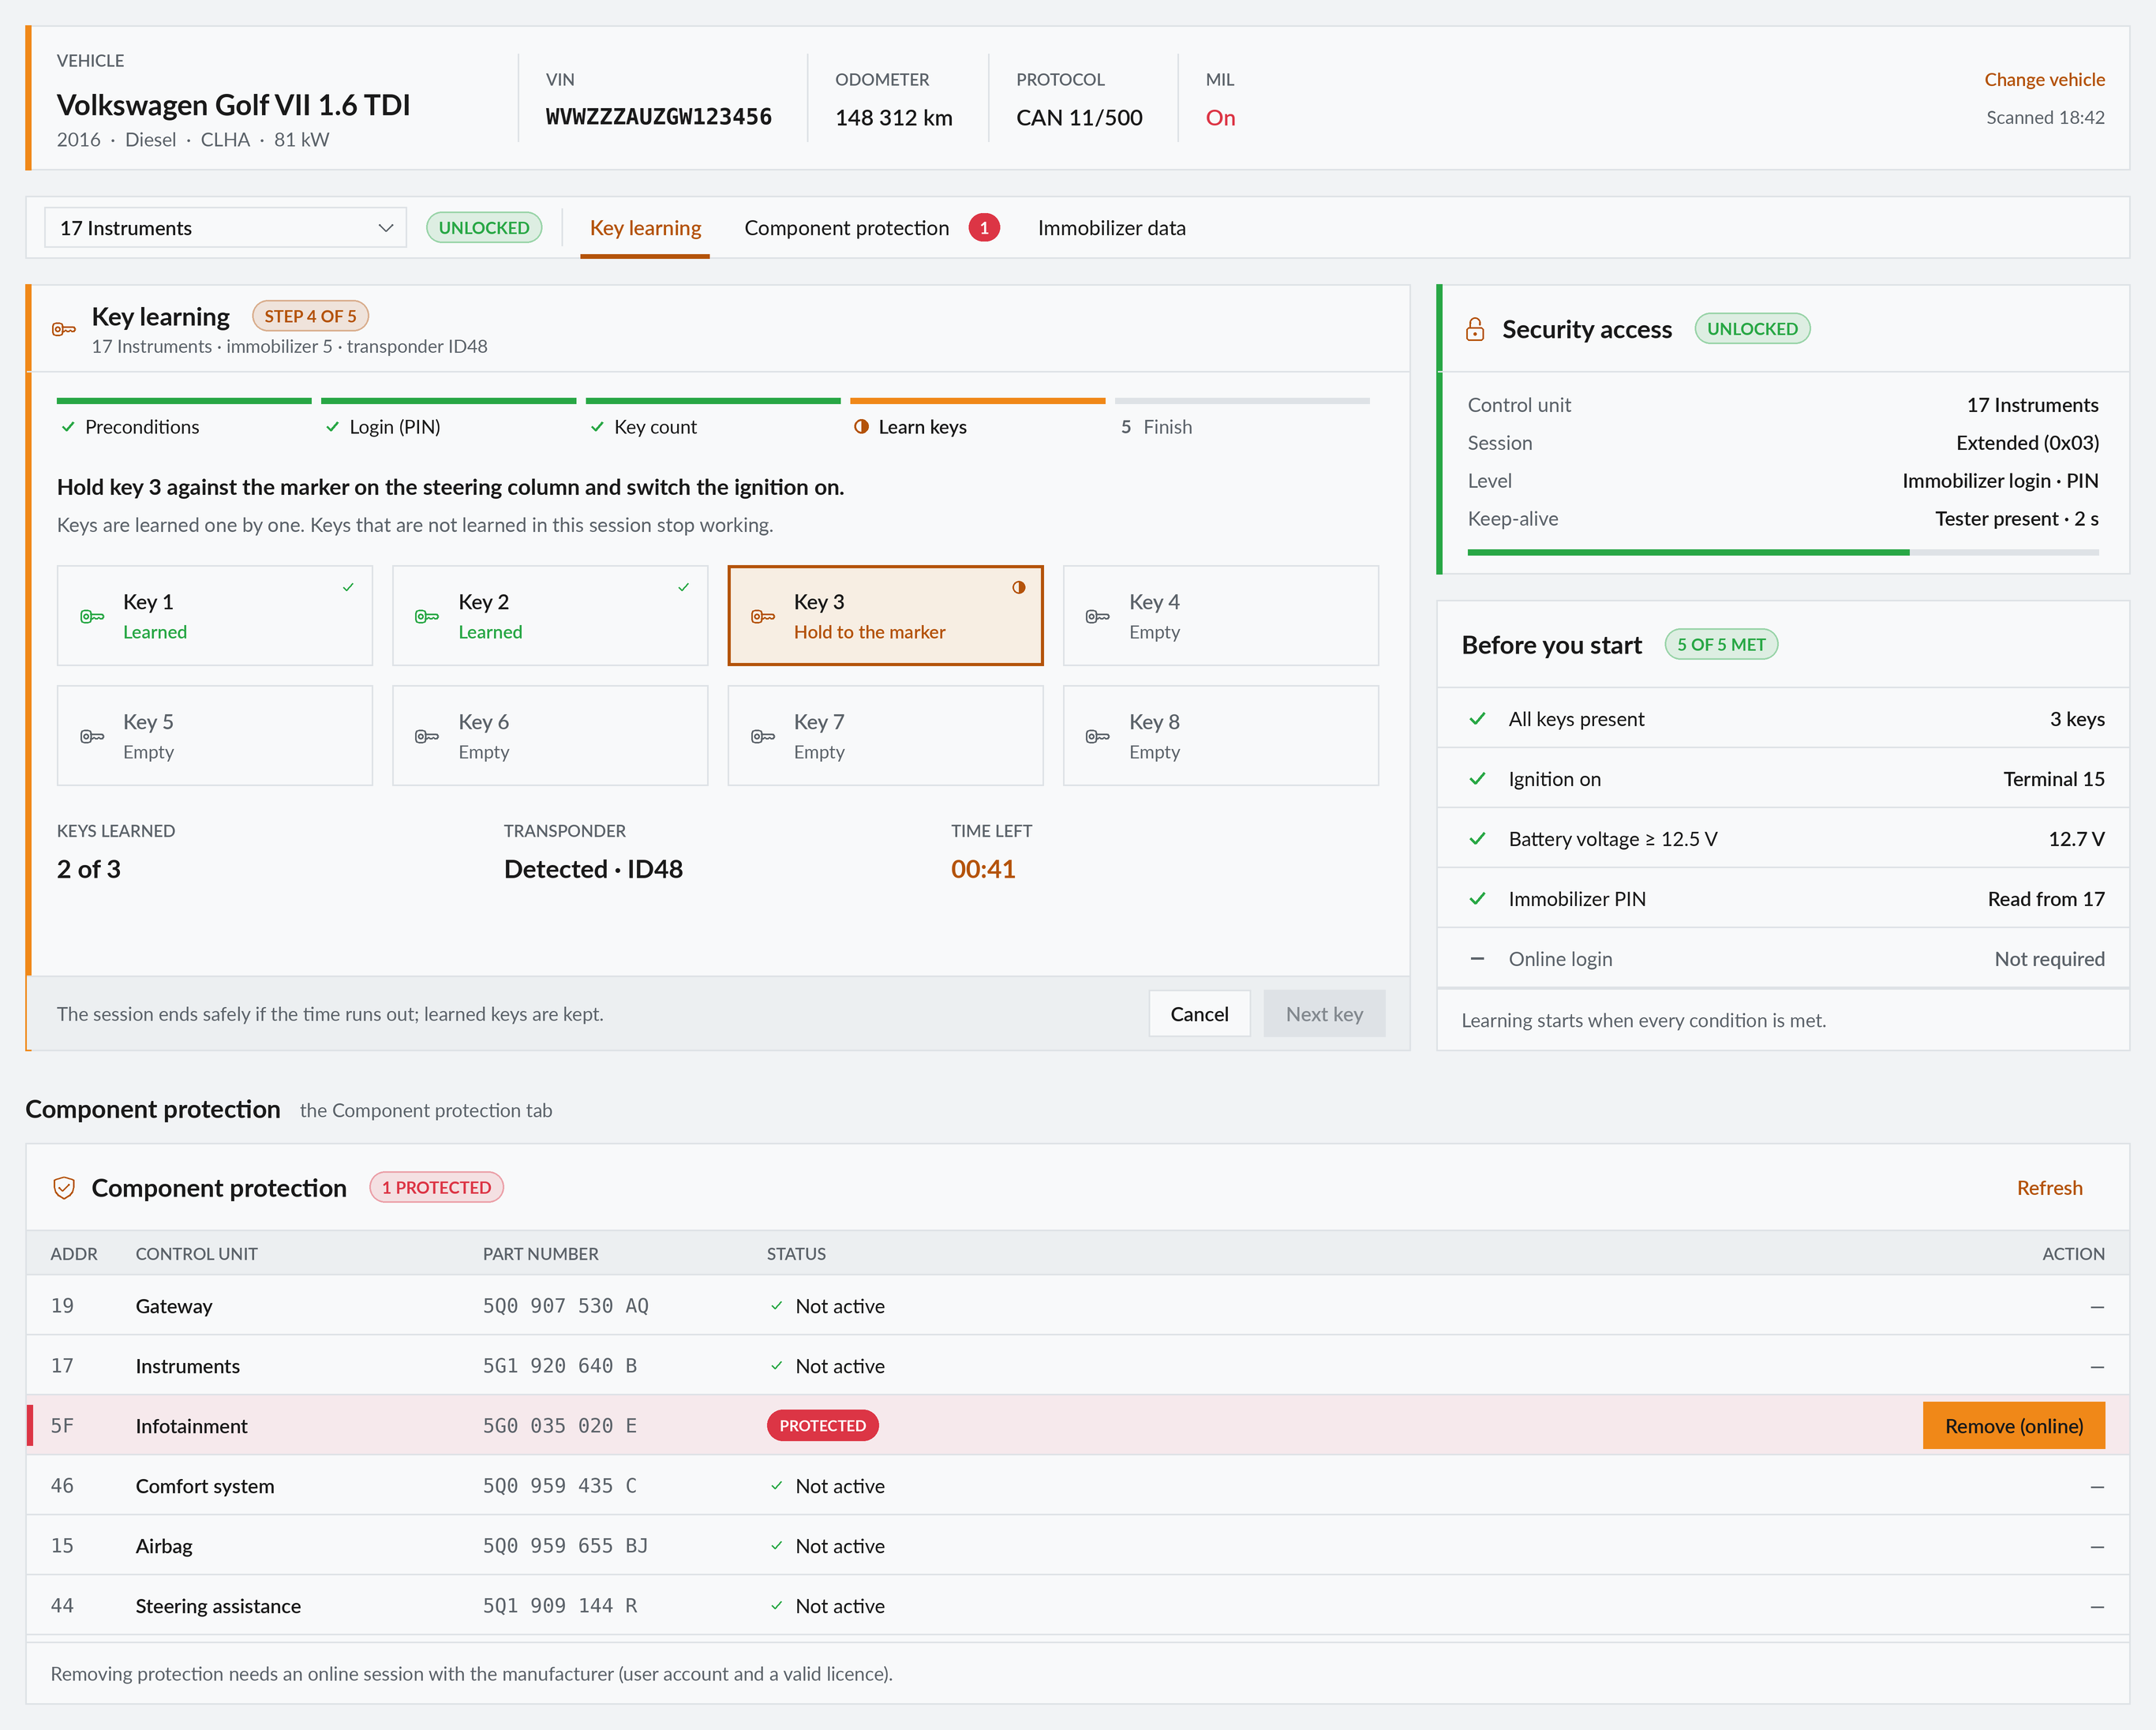 VEHICLE
Volkswagen Golf VII 1.6 TDI
2016 · Diesel · CLHA · 81 kW
VIN
WVWZZZAUZGW123456
ODOMETER
148 312 km
PROTOCOL
CAN 11/500
MIL
On
Change vehicle
Scanned 18:42
17 Instruments
UNLOCKED
Key learning
Component protection 1
Immobilizer data
Key learning STEP 4 OF 5
17 Instruments · immobilizer 5 · transponder ID48
Preconditions
Login (PIN)
Key count
Learn keys
5 Finish
Hold key 3 against the marker on the steering column and switch the ignition on.
Keys are learned one by one. Keys that are not learned in this session stop working.
Key 1
Learned
Key 2
Learned
Key 3
Hold to the marker
Key 4
Empty
Key 5
Empty
Key 6
Empty
Key 7
Empty
Key 8
Empty
KEYS LEARNED
2 of 3
TRANSPONDER
Detected · ID48
TIME LEFT
00:41
The session ends safely if the time runs out; learned keys are kept.
Cancel
Next key
Security access UNLOCKED
Control unit 17 Instruments
Session Extended (0x03)
Level Immobilizer login · PIN
Keep-alive Tester present · 2 s
Before you start 5 OF 5 MET
All keys present 3 keys
Ignition on Terminal 15
Battery voltage ≥ 12.5 V 12.7 V
Immobilizer PIN Read from 17
– Online login Not required
Learning starts when every condition is met.
Component protection the Component protection tab
Component protection 1 PROTECTED Refresh
ADDR CONTROL UNIT PART NUMBER STATUS ACTION
19 Gateway 5Q0 907 530 AQ Not active –
17 Instruments 5G1 920 640 B Not active –
5F Infotainment 5G0 035 020 E PROTECTED Remove (online)
46 Comfort system 5Q0 959 435 C Not active –
15 Airbag 5Q0 959 655 BJ Not active –
44 Steering assistance 5Q1 909 144 R Not active –
Removing protection needs an online session with the manufacturer (user account and a valid licence).